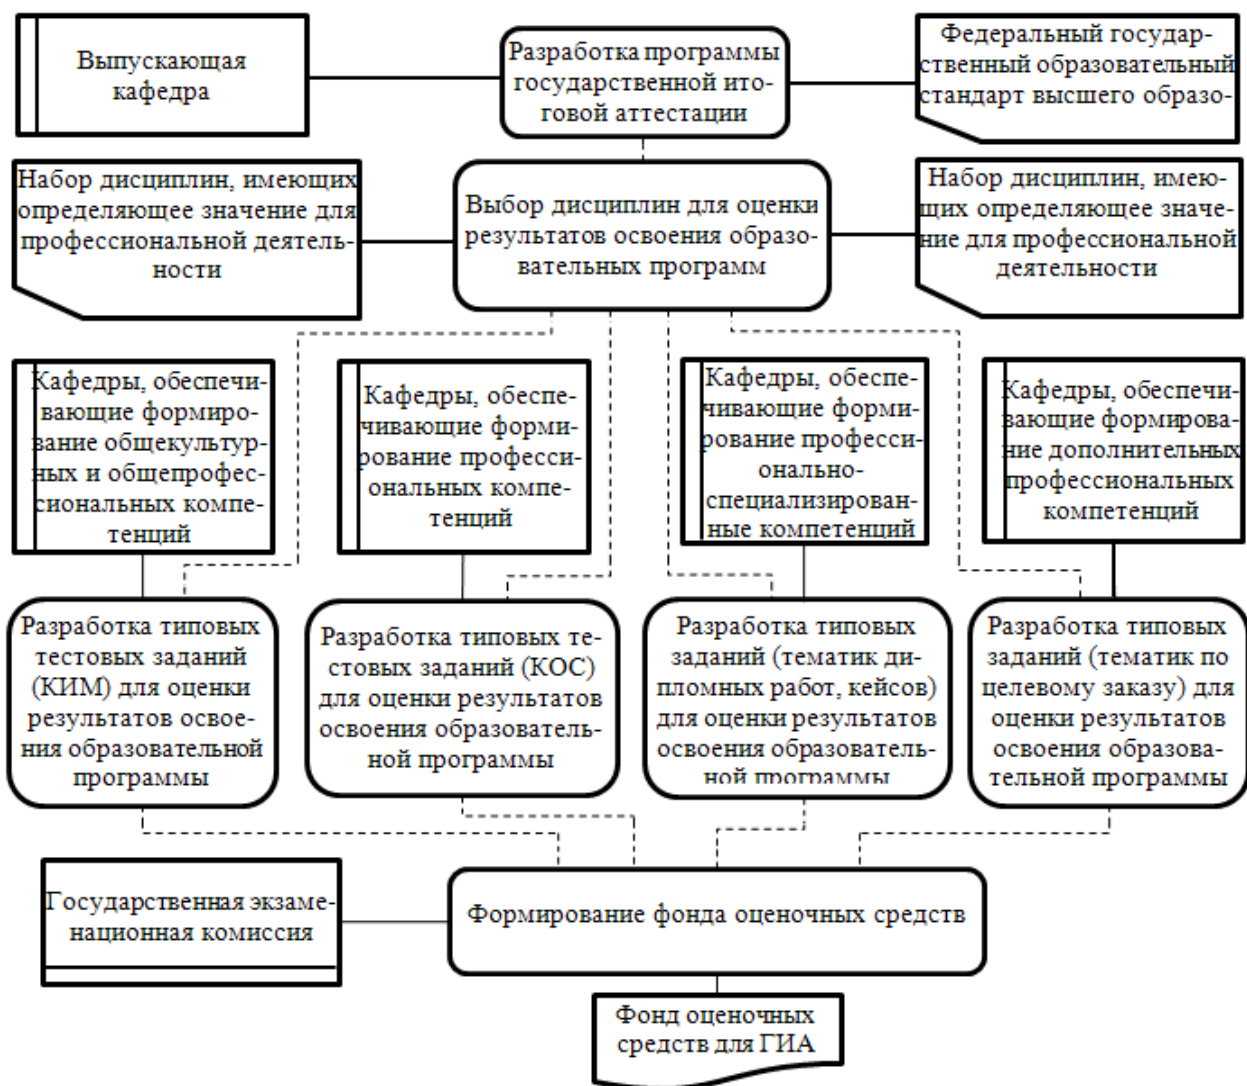 Выпускающая
кафедра
Разработка программы
государственной ито-
говой аттестации
Федеральный государ-
ственный образовательный
стандарт высшего образо-
Набор дисциплин, имеющих
определяющее значение для
профессиональной деятель-
ности
Выбор дисциплин для оценки
результатов освоения образо-
вательных программ
Набор дисциплин, имею-
щих определяющее значе-
ние для профессиональной
деятельности
Кафедры, обеспечи-
вающие формиро-
вание общекультур-
ных и общепрофес-
сиональных компе-
тенций
Кафедры, обеспе-
чивающие форми-
рование професси-
ональных компе-
тенций
Кафедры, обеспе-
чивающие форми-
рование професси-
онально-
специализирован-
ные компетенций
Кафедры, обеспечи-
вающие формирова-
ние дополнительных
профессиональных
компетенций
Разработка типовых
тестовых заданий
(КИМ) для оценки
результатов освое-
ния образовательной
программы
Разработка типовых те-
стовых заданий (КОС)
для оценки результатов
освоения образователь-
ной программы
Разработка типовых
заданий (тематик ди-
пломных работ, кейсов)
для оценки результатов
освоения образователь-
ной программы
Разработка типовых
заданий (тематик по
целевому заказу) для
оценки результатов
освоения образова-
тельной программы
Государственная экзаме-
национная комиссия
Формирование фонда оценочных средств
Фонд оценочных
средств для ГИА